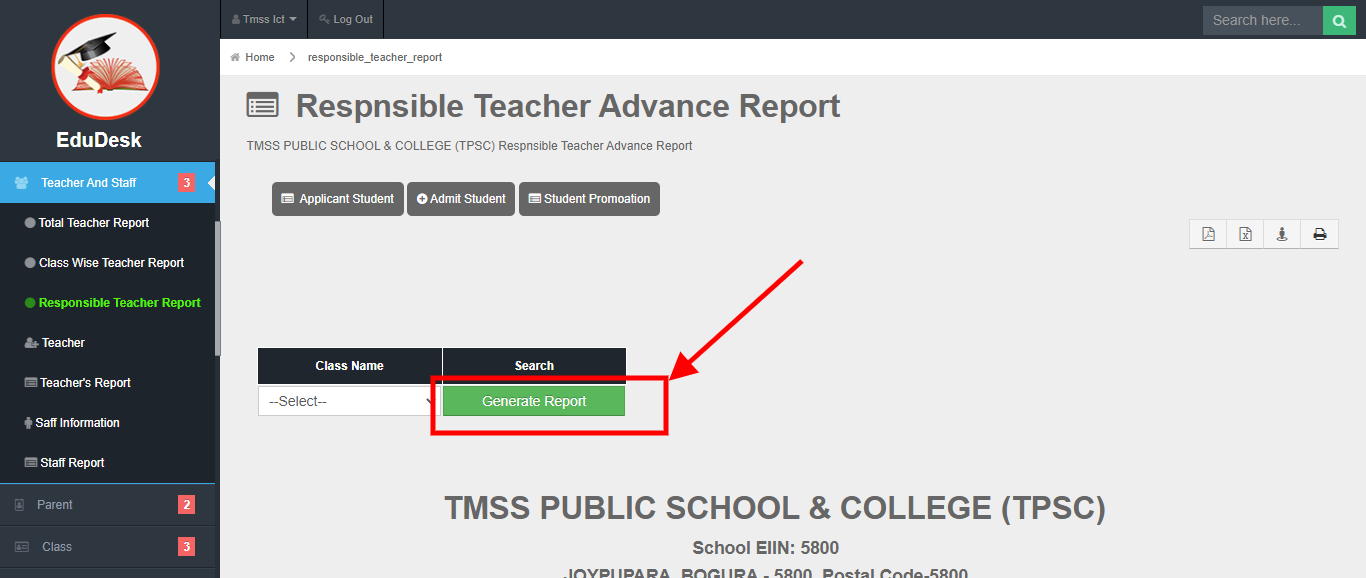 Tmss Ict
Log Out
Search here...
EduDesk
Home
responsible_teacher_report
Respnsible Teacher Advance Report
TMSS PUBLIC SCHOOL & COLLEGE (TPSC) Respnsible Teacher Advance Report
Teacher And Staff 3
Total Teacher Report
Class Wise Teacher Report
Responsible Teacher Report
Teacher
Teacher's Report
Saff Information
Staff Report
Parent 2
Class 3
Applicant Student
Admit Student
Student Promoation
Class Name
Search
--Select--
Generate Report
TMSS PUBLIC SCHOOL & COLLEGE (TPSC)
School EIIN: 5800
JOYPUPARA, BOGURA - 5800, Postal Code-5800